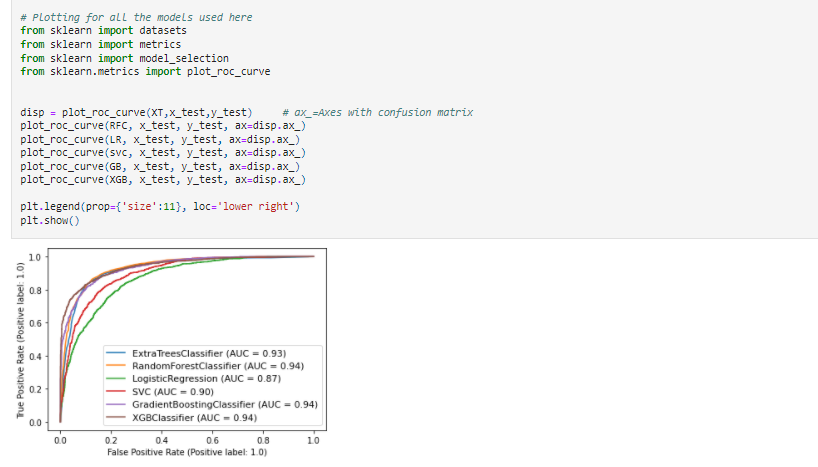 # Plotting for all the models used here
from sklearn import datasets
from sklearn import metrics
from sklearn import model_selection
from sklearn.metrics import plot_roc_curve
disp = plot_roc_curve(XT,x_test,y_test)     # ax_=Axes with confusion matrix
plot_roc_curve(RFC, x_test, y_test, ax=disp.ax_)
plot_roc_curve(LR, x_test, y_test, ax=disp.ax_)
plot_roc_curve(svc, x_test, y_test, ax=disp.ax_)
plot_roc_curve(GB, x_test, y_test, ax=disp.ax_)
plot_roc_curve(XGB, x_test, y_test, ax=disp.ax_)
plt.legend(prop={'size':11}, loc='lower right')
plt.show()
True Positive Rate (Positive label: 1.0)
1.0
0.8
0.6
0.4
0.2
0.0
ExtraTreesClassifier (AUC = 0.93)
RandomForestClassifier (AUC = 0.94)
LogisticRegression (AUC = 0.87)
SVC (AUC = 0.90)
GradientBoostingClassifier (AUC = 0.94)
XGBClassifier (AUC = 0.94)
0.0 0.2 0.4 0.6 0.8 1.0
False Positive Rate (Positive label: 1.0)